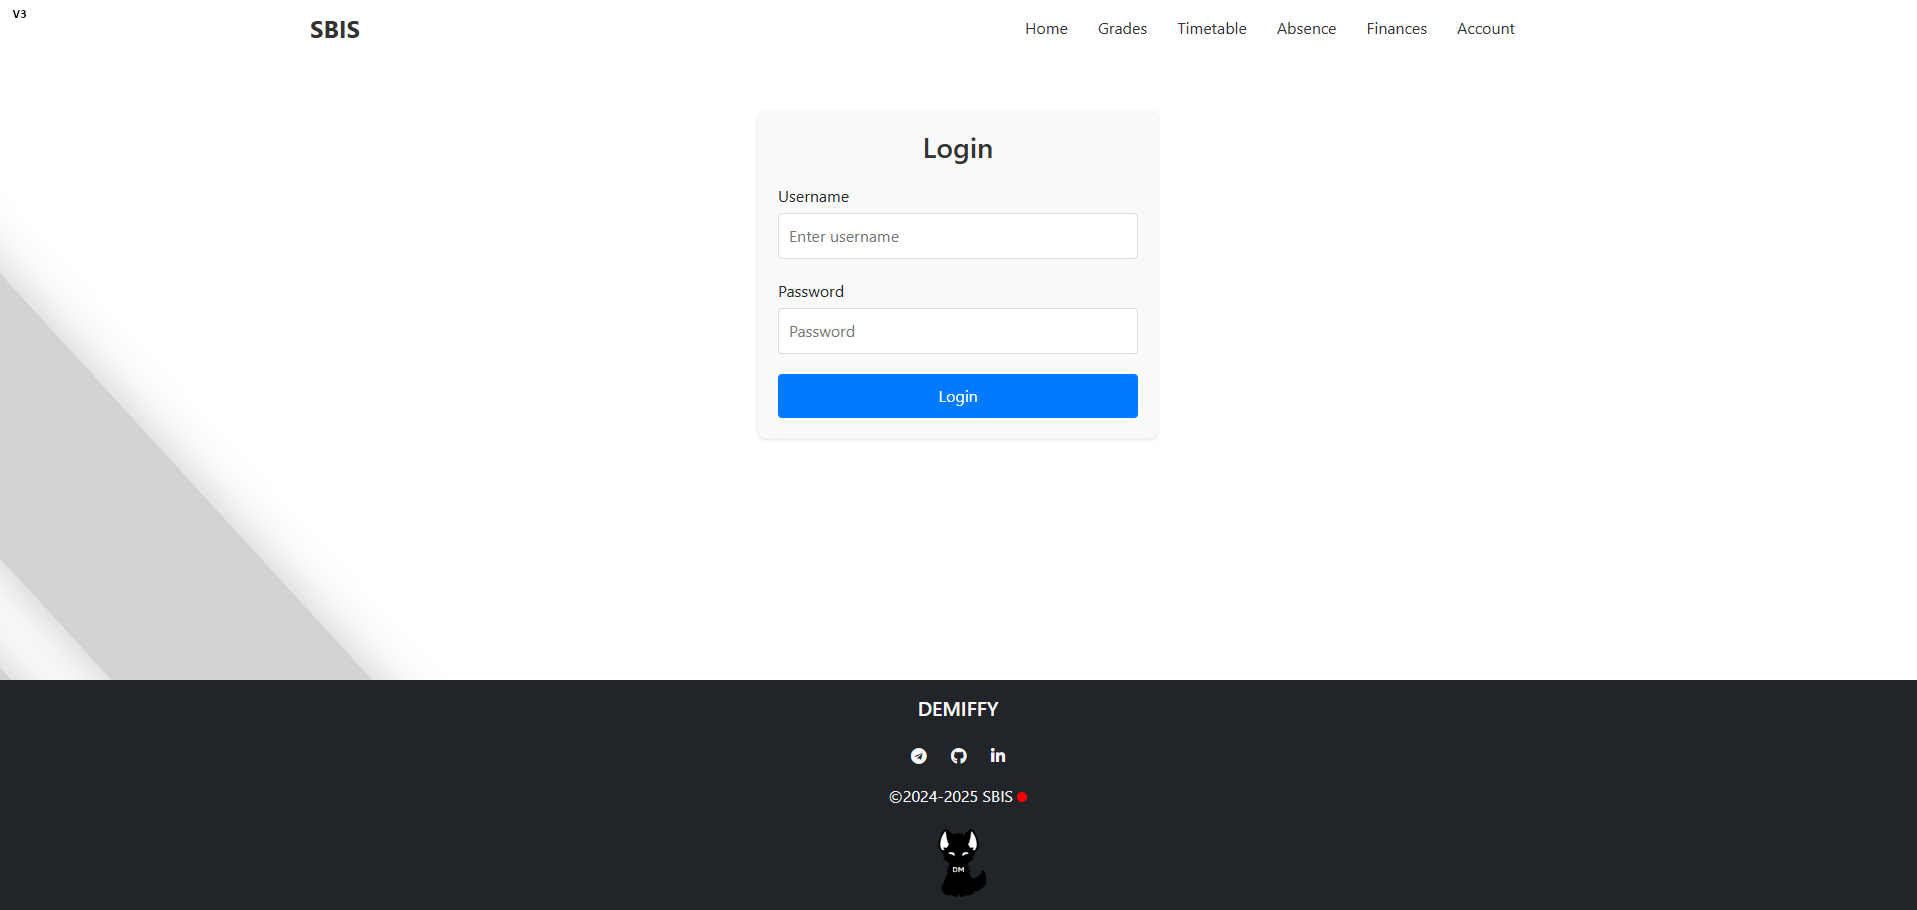 V3
SBIS
Home Grades Timetable Absence Finances Account
Login
Username
Enter username
Password
Password
Login
DEMIFFY
©2024-2025 SBIS
DM